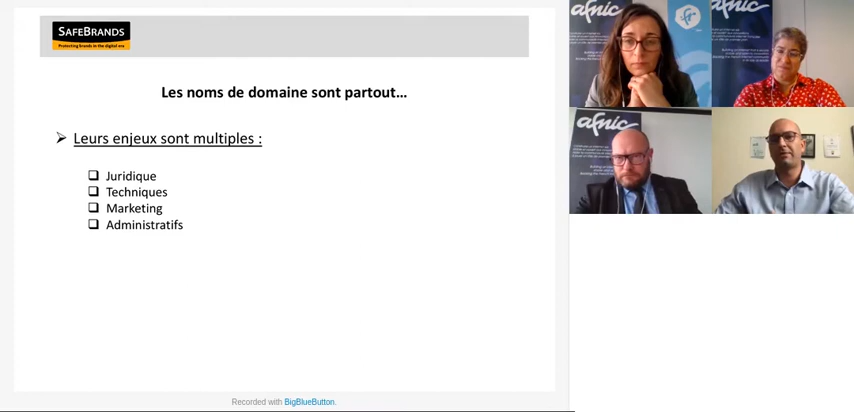 SAFEBRANDS
Protecting brands in the digital era
Les noms de domaine sont partout…
Leurs enjeux sont multiples :
Juridique
Techniques
Marketing
Administratifs
Recorded with BigBlueButton.
afnic
.fr
afnic
afnic